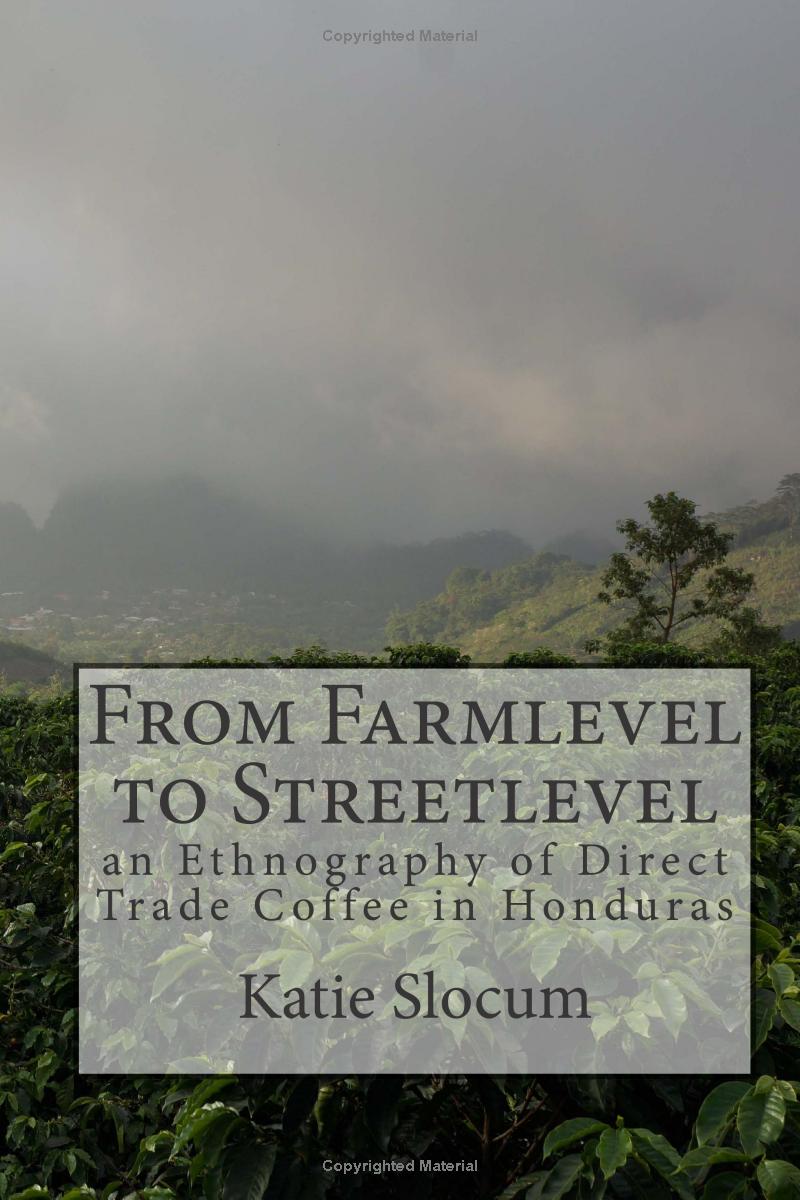 Copyrighted Material
From Farmlevel
to Streetlevel
an Ethnography of Direct
Trade Coffee in Honduras
Katie Slocum
Copyrighted Material